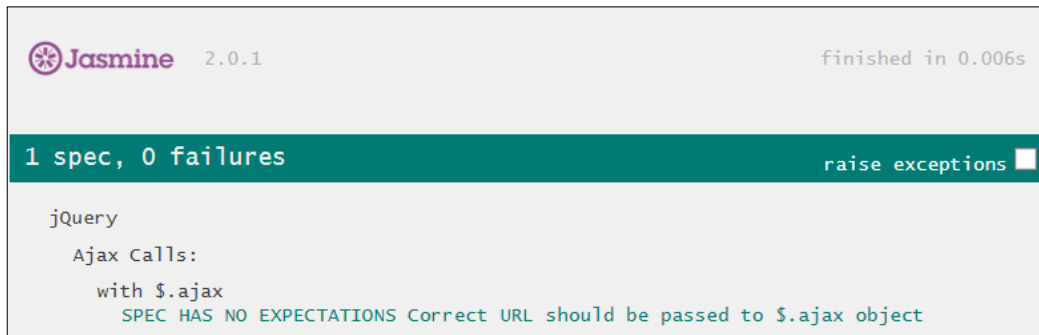 Jasmine 2.0.1 finished in 0.006s
1 spec, 0 failures raise exceptions
jQuery
Ajax Calls:
with $.ajax
SPEC HAS NO EXPECTATIONS Correct URL should be passed to $.ajax object